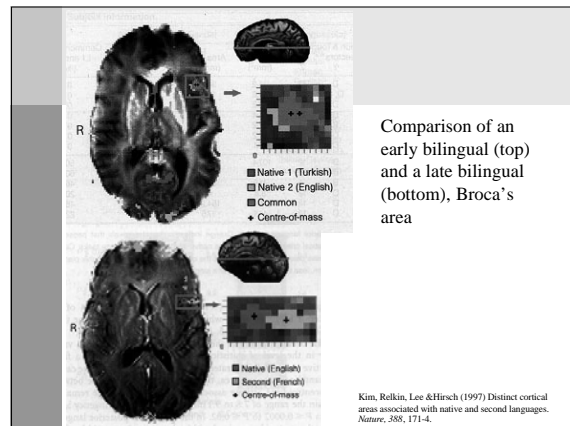 R
Native 1 (Turkish)
Native 2 (English)
Common
Centre-of-mass
Comparison of an
early bilingual (top)
and a late bilingual
(bottom), Broca's
area
R
Native (English)
Second (French)
Centre-of-mass
Kim, Relkin, Lee &Hirsch (1997) Distinct cortical
areas associated with native and second languages.
Nature, 388, 171-4.